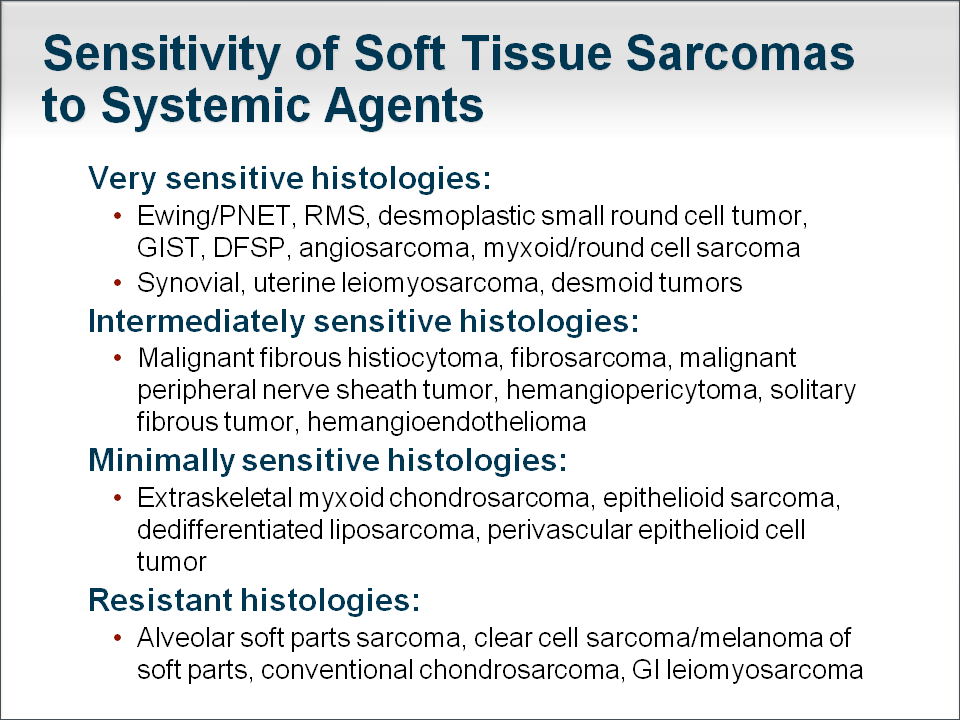 Sensitivity of Soft Tissue Sarcomas
to Systemic Agents
Very sensitive histologies:
• Ewing/PNET, RMS, desmoplastic small round cell tumor,
GIST, DFSP, angiosarcoma, myxoid/round cell sarcoma
• Synovial, uterine leiomyosarcoma, desmoid tumors
Intermediately sensitive histologies:
• Malignant fibrous histiocytoma, fibrosarcoma, malignant
peripheral nerve sheath tumor, hemangiopericytoma, solitary
fibrous tumor, hemangioendothelioma
Minimally sensitive histologies:
• Extraskeletal myxoid chondrosarcoma, epithelioid sarcoma,
dedifferentiated liposarcoma, perivascular epithelioid cell
tumor
Resistant histologies:
• Alveolar soft parts sarcoma, clear cell sarcoma/melanoma of
soft parts, conventional chondrosarcoma, GI leiomyosarcoma